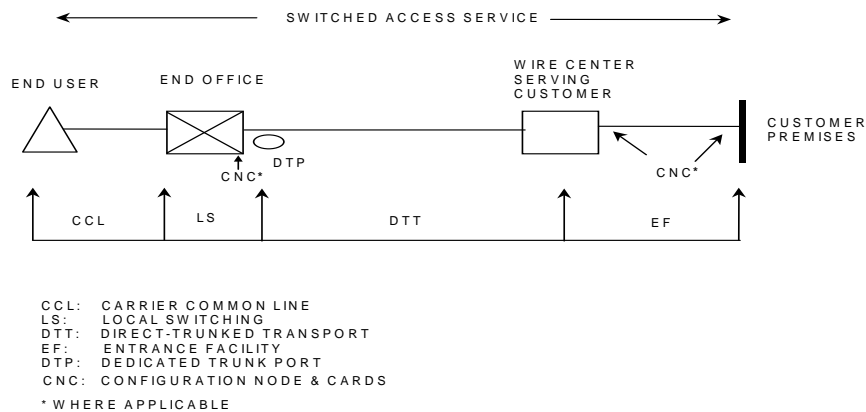 SWITCHED ACCESS SERVICE
END USER
END OFFICE
WIRE CENTER
SERVING
CUSTOMER
CUSTOMER
PREMISES
DTP
CNC*
CNC*
CCL
LS
DTT
EF
CCL: CARRIER COMMON LINE
LS: LOCAL SWITCHING
DTT: DIRECT-TRUNKED TRANSPORT
EF: ENTRANCE FACILITY
DTP: DEDICATED TRUNK PORT
CNC: CONFIGURATION NODE & CARDS
* WHERE APPLICABLE